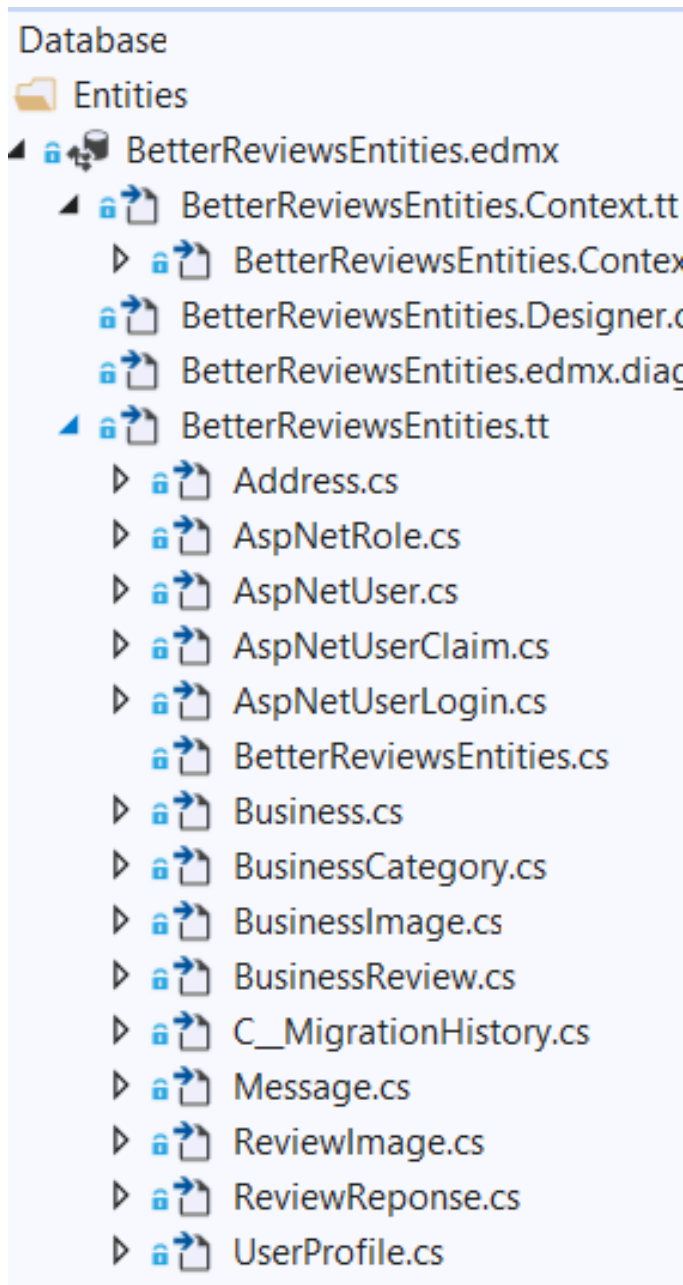 Database
Entities
BetterReviewsEntities.edmx
BetterReviewsEntities.Context.tt
BetterReviewsEntities.Contex
BetterReviewsEntities.Designer.c
BetterReviewsEntities.edmx.diag
BetterReviewsEntities.tt
Address.cs
AspNetRole.cs
AspNetUser.cs
AspNetUserClaim.cs
AspNetUserLogin.cs
BetterReviewsEntities.cs
Business.cs
BusinessCategory.cs
BusinessImage.cs
BusinessReview.cs
C__MigrationHistory.cs
Message.cs
ReviewImage.cs
ReviewReponse.cs
UserProfile.cs